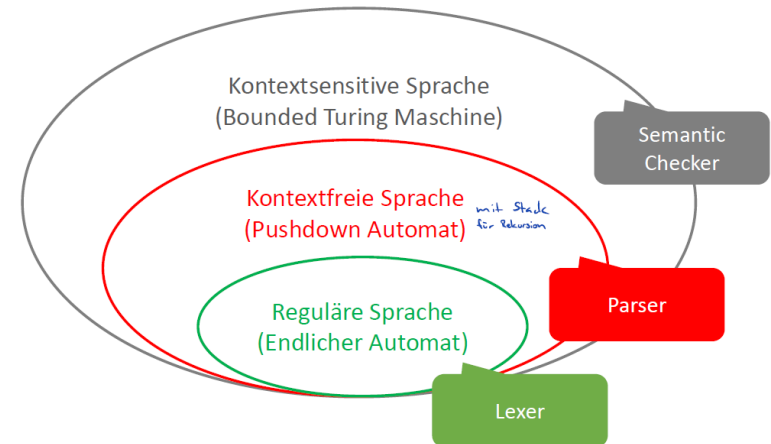 Kontextsensitive Sprache
(Bounded Turing Maschine)
Semantic
Checker
Kontextfreie Sprache
(Pushdown Automat)
mit Stack
für Rekursion
Parser
Reguläre Sprache
(Endlicher Automat)
Lexer